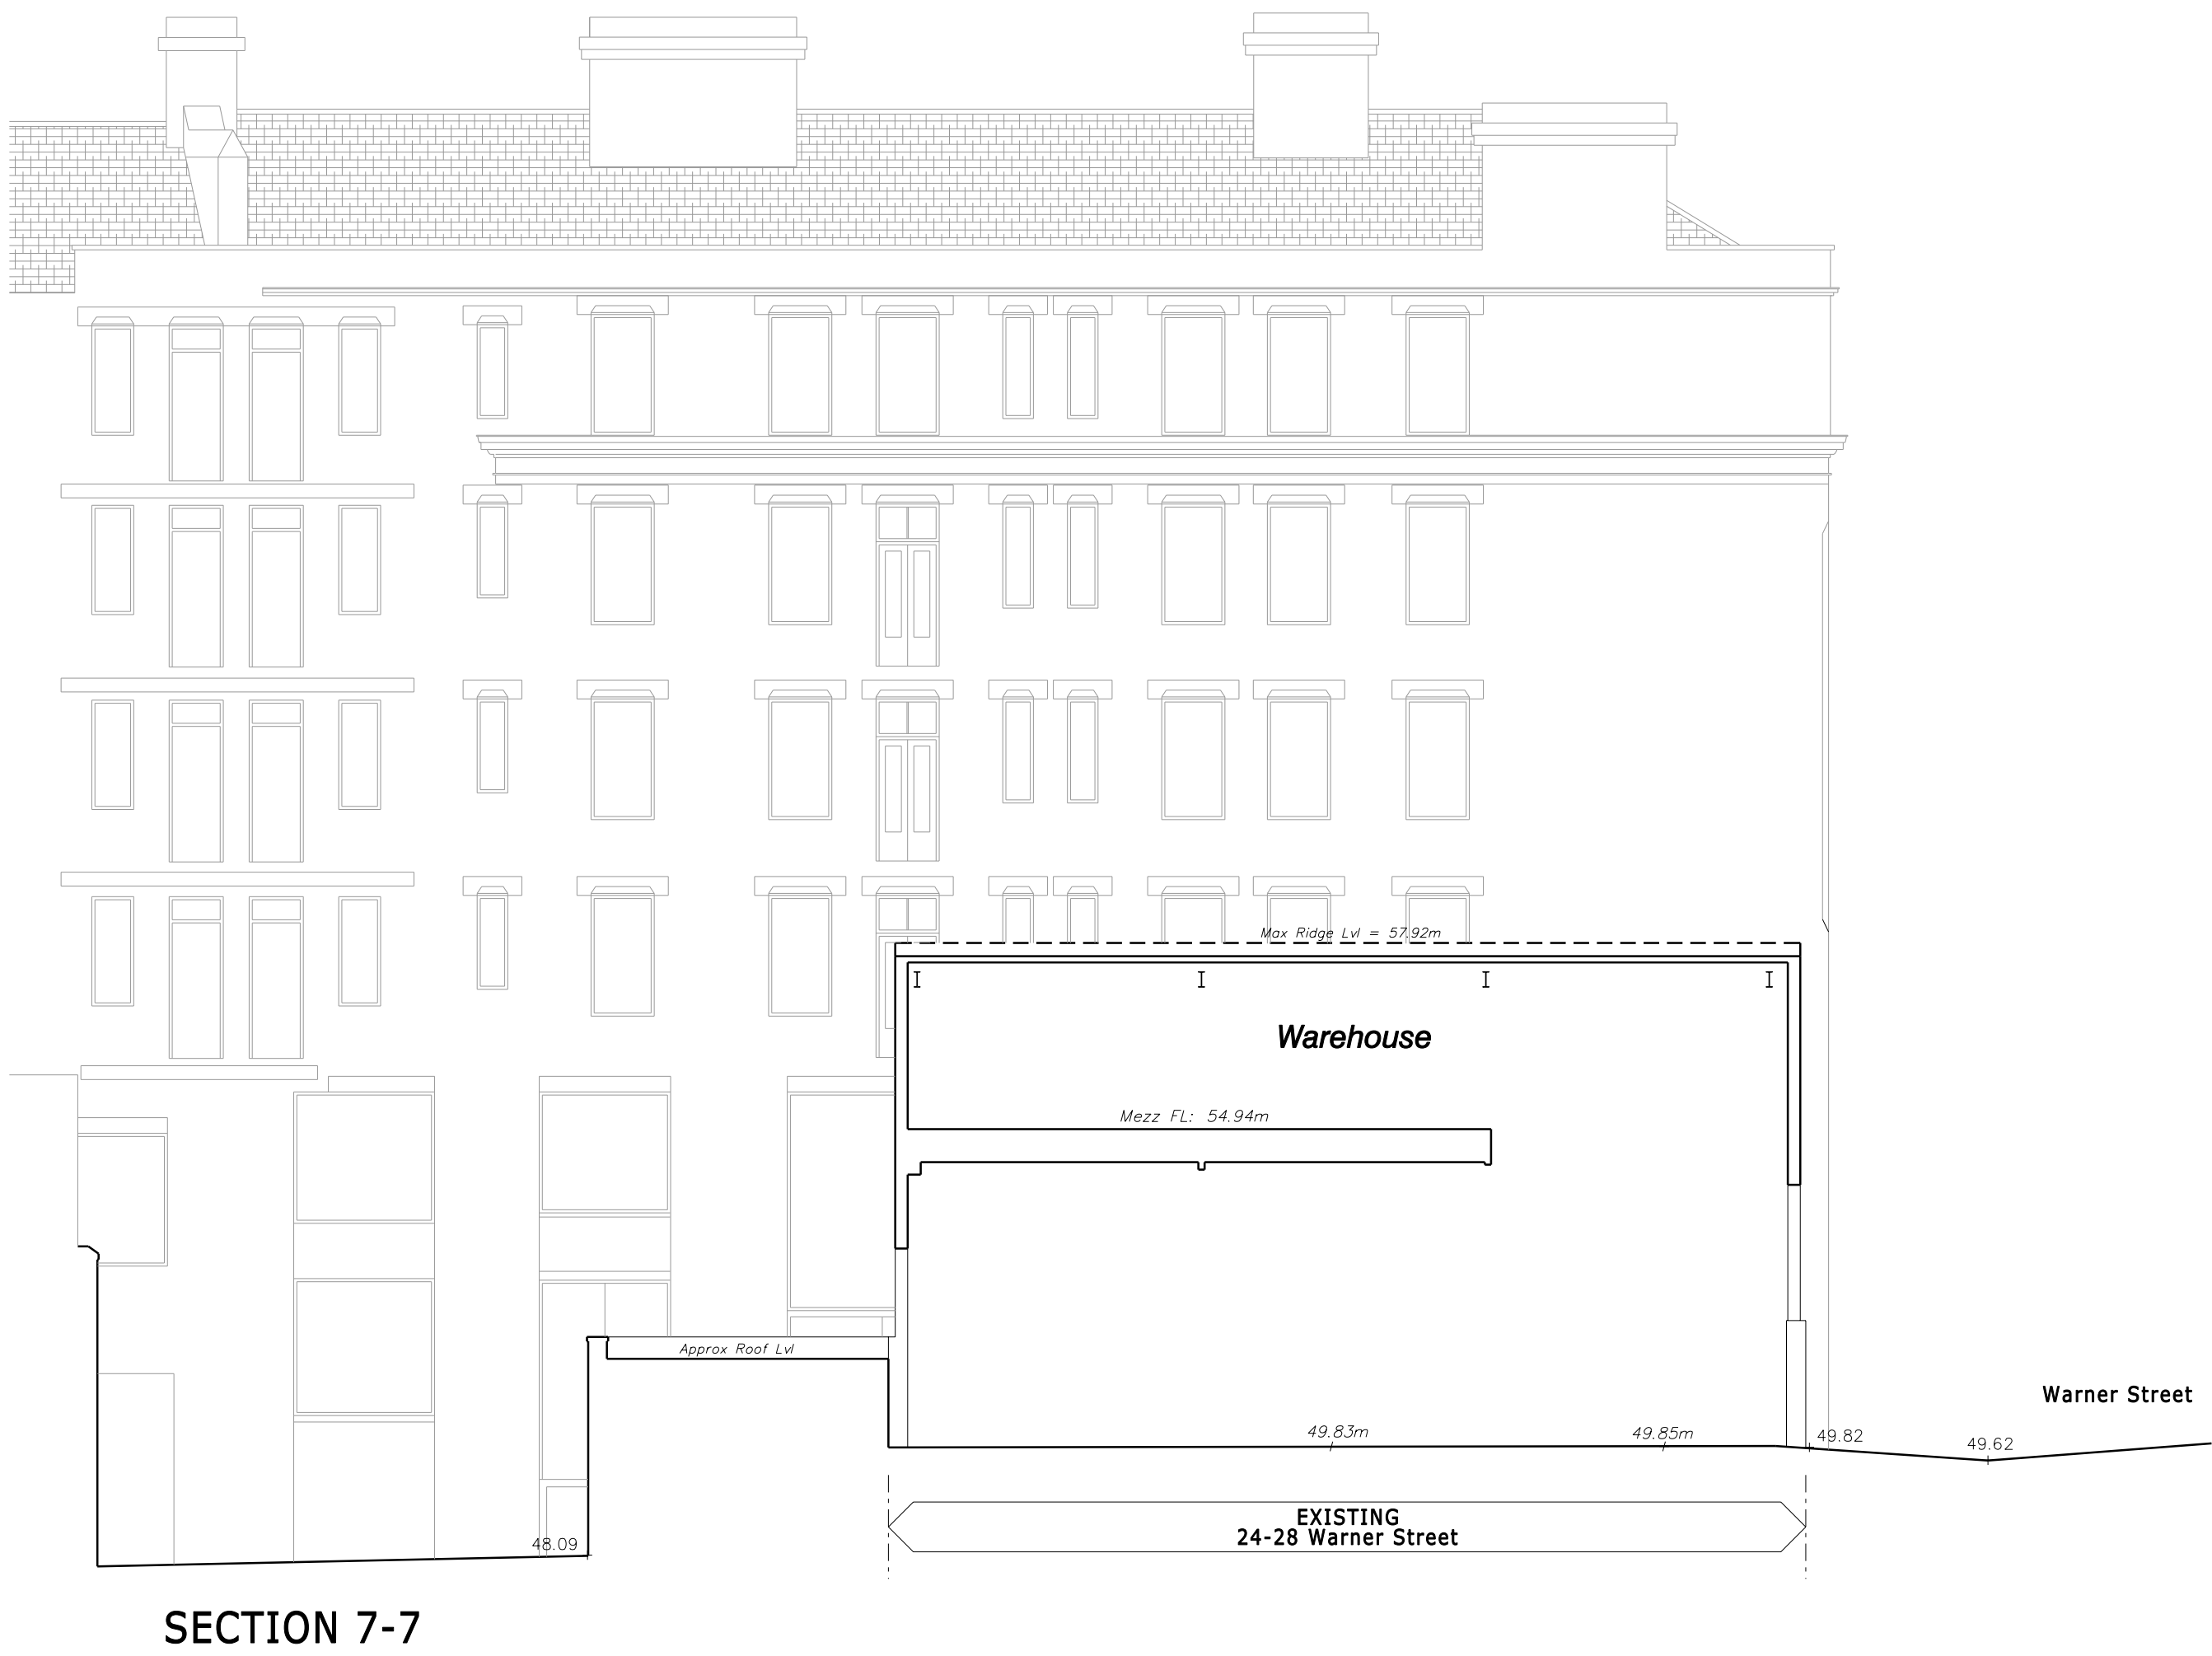 Max Ridge Lvl = 57.92m
Warehouse
Mezz FL: 54.94m
Approx Roof Lvl
Warner Street
49.83m
49.85m
49.82
49.62
EXISTING
24-28 Warner Street
48.09
SECTION 7-7